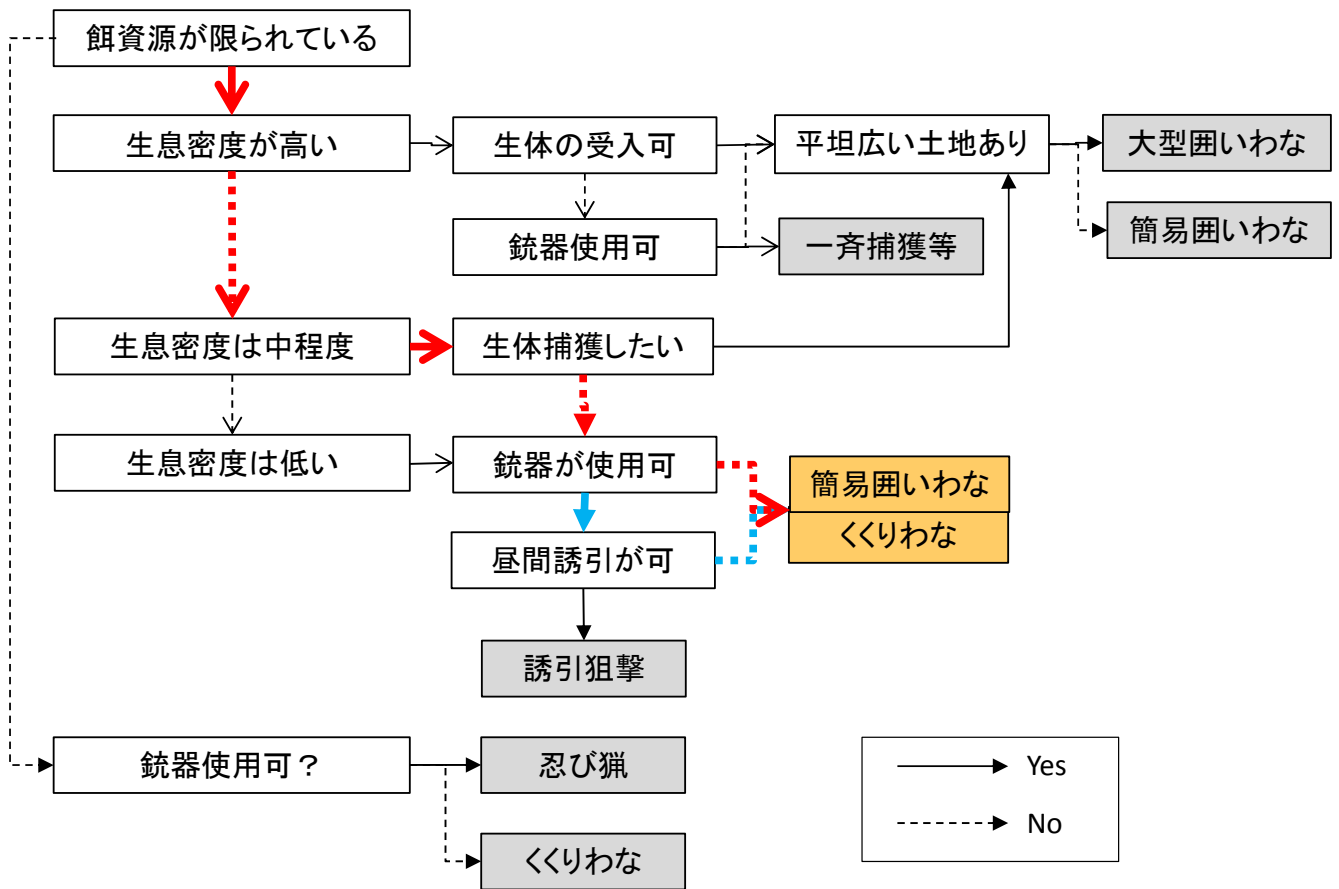 餌資源が限られている
生息密度が高い
生体の受入可
平坦広い土地あり
大型囲いわな
簡易囲いわな
銃器使用可
一斉捕獲等
生息密度は中程度
生体捕獲したい
生息密度は低い
銃器が使用可
簡易囲いわな
くくりわな
昼間誘引が可
誘引狙撃
銃器使用可？
忍び猟
くくりわな
Yes
No